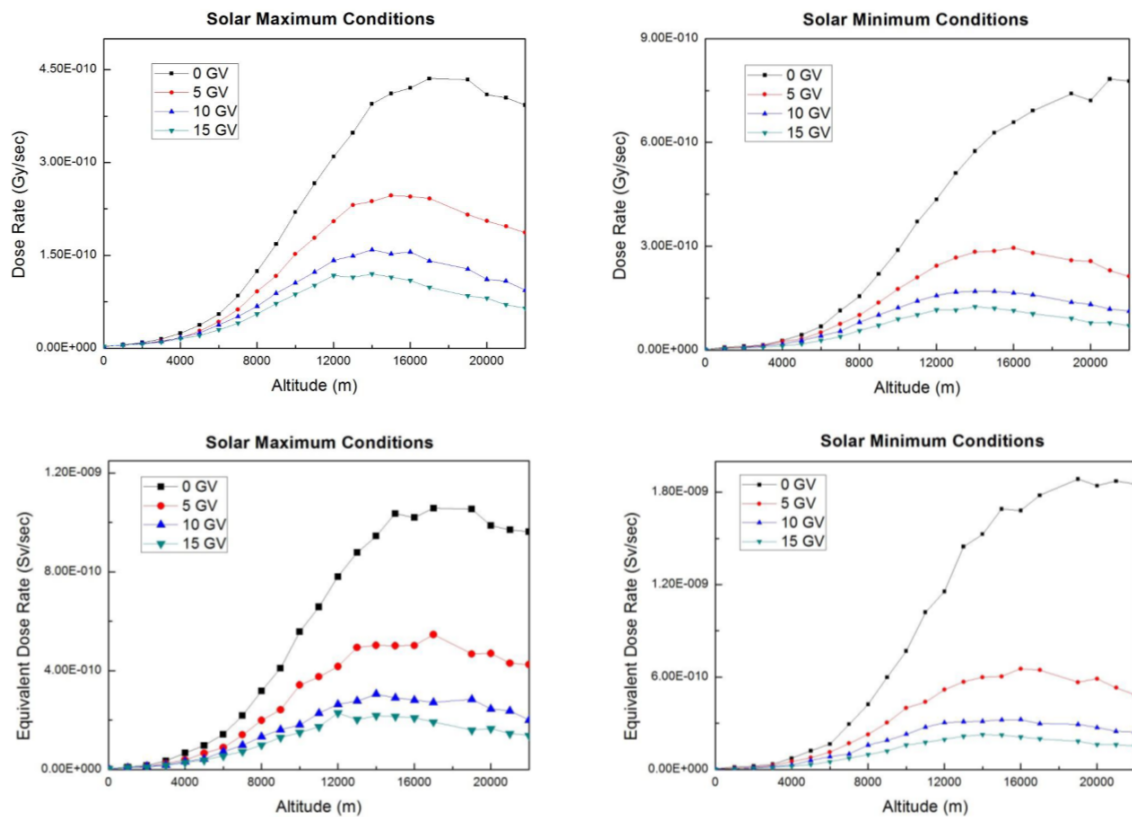 Solar Maximum Conditions
4.50E-010
3.00E-010
1.50E-010
0.00E+000
Dose Rate (Gy/sec)
0 GV
5 GV
10 GV
15 GV
4000 8000 12000 16000 20000
Altitude (m)
Solar Minimum Conditions
9.00E-010
6.00E-010
3.00E-010
0.00E+000
Dose Rate (Gy/sec)
0 GV
5 GV
10 GV
15 GV
4000 8000 12000 16000 20000
Altitude (m)
Solar Maximum Conditions
1.20E-009
8.00E-010
4.00E-010
0.00E+000
Equivalent Dose Rate (Sv/sec)
0 GV
5 GV
10 GV
15 GV
4000 8000 12000 16000 20000
Altitude (m)
Solar Minimum Conditions
1.80E-009
1.20E-009
6.00E-010
0.00E+000
Equivalent Dose Rate (Sv/sec)
0 GV
5 GV
10 GV
15 GV
4000 8000 12000 16000 20000
Altitude (m)